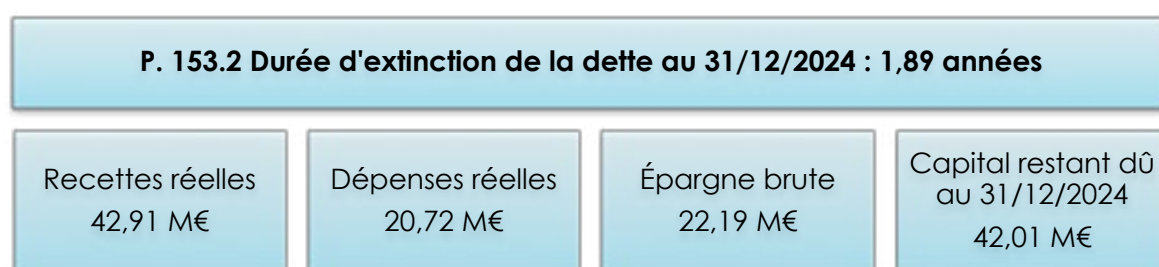 P. 153.2 Durée d'extinction de la dette au 31/12/2024 : 1,89 années
Recettes réelles
42,91 M€
Dépenses réelles
20,72 M€
Épargne brute
22,19 M€
Capital restant dû
au 31/12/2024
42,01 M€